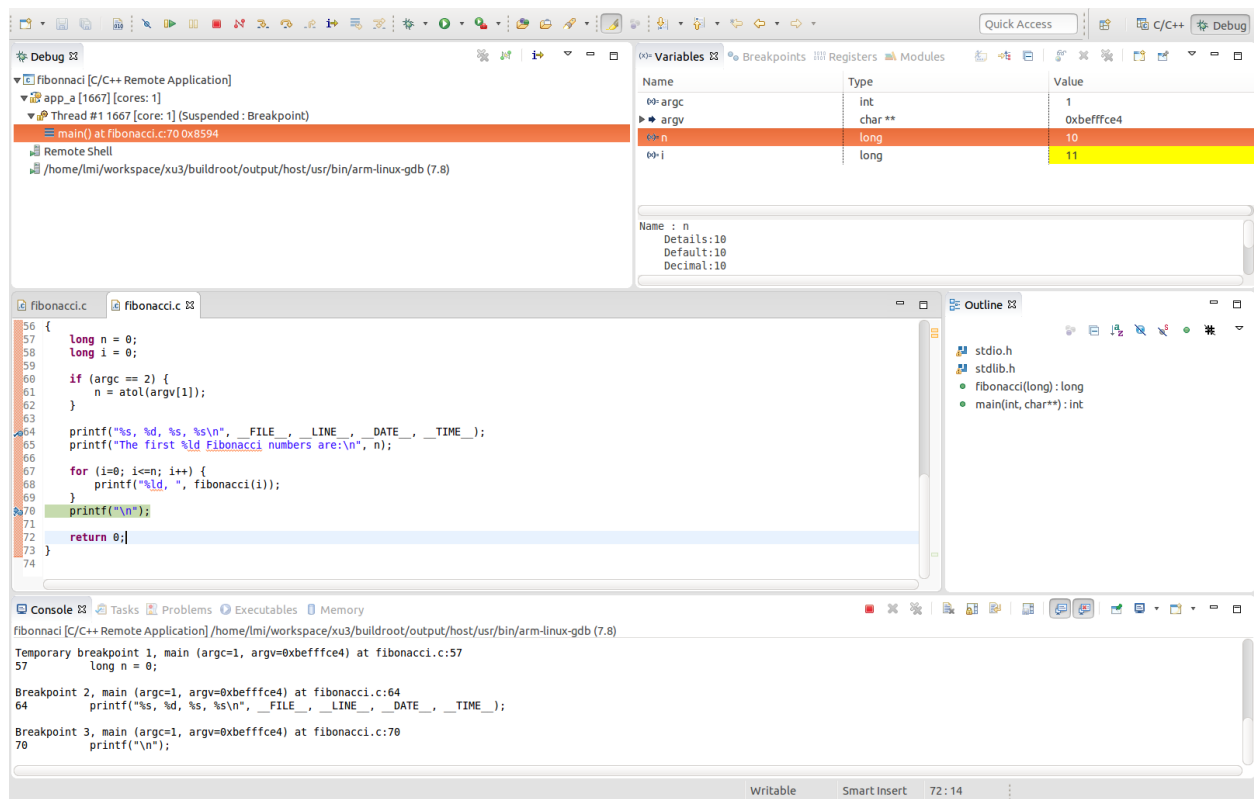 Quick Access
C/C++
Debug
Debug
fibonnaci [C/C++ Remote Application]
app_a [1667] [cores: 1]
Thread #1 1667 [core: 1] (Suspended : Breakpoint)
main() at fibonacci.c:70 0x8594
Remote Shell
/home/lmi/workspace/xu3/buildroot/output/host/usr/bin/arm-linux-gdb (7.8)
(x)= Variables Breakpoints Registers Modules
Name Type Value
(x)= argc int 1
argv char ** 0xbefffce4
(x)= n long 10
(x)= i long 11
Name : n
Details:10
Default:10
Decimal:10
fibonacci.c fibonacci.c
56 {
57 long n = 0;
58 long i = 0;
59
60 if (argc == 2) {
61 n = atol(argv[1]);
62 }
63
64 printf("%s, %d, %s, %s\n", __FILE__, __LINE__, __DATE__, __TIME__);
65 printf("The first %ld Fibonacci numbers are:\n", n);
66
67 for (i=0; i<=n; i++) {
68 printf("%ld, ", fibonacci(i));
69 }
70 printf("\n");
71
72 return 0;
73 }
74
Outline
stdio.h
stdlib.h
fibonacci(long) : long
main(int, char**) : int
Console Tasks Problems Executables Memory
fibonnaci [C/C++ Remote Application] /home/lmi/workspace/xu3/buildroot/output/host/usr/bin/arm-linux-gdb (7.8)
Temporary breakpoint 1, main (argc=1, argv=0xbefffce4) at fibonacci.c:57
57 long n = 0;
Breakpoint 2, main (argc=1, argv=0xbefffce4) at fibonacci.c:64
64 printf("%s, %d, %s, %s\n", __FILE__, __LINE__, __DATE__, __TIME__);
Breakpoint 3, main (argc=1, argv=0xbefffce4) at fibonacci.c:70
70 printf("\n");
Writable Smart Insert 72 : 14